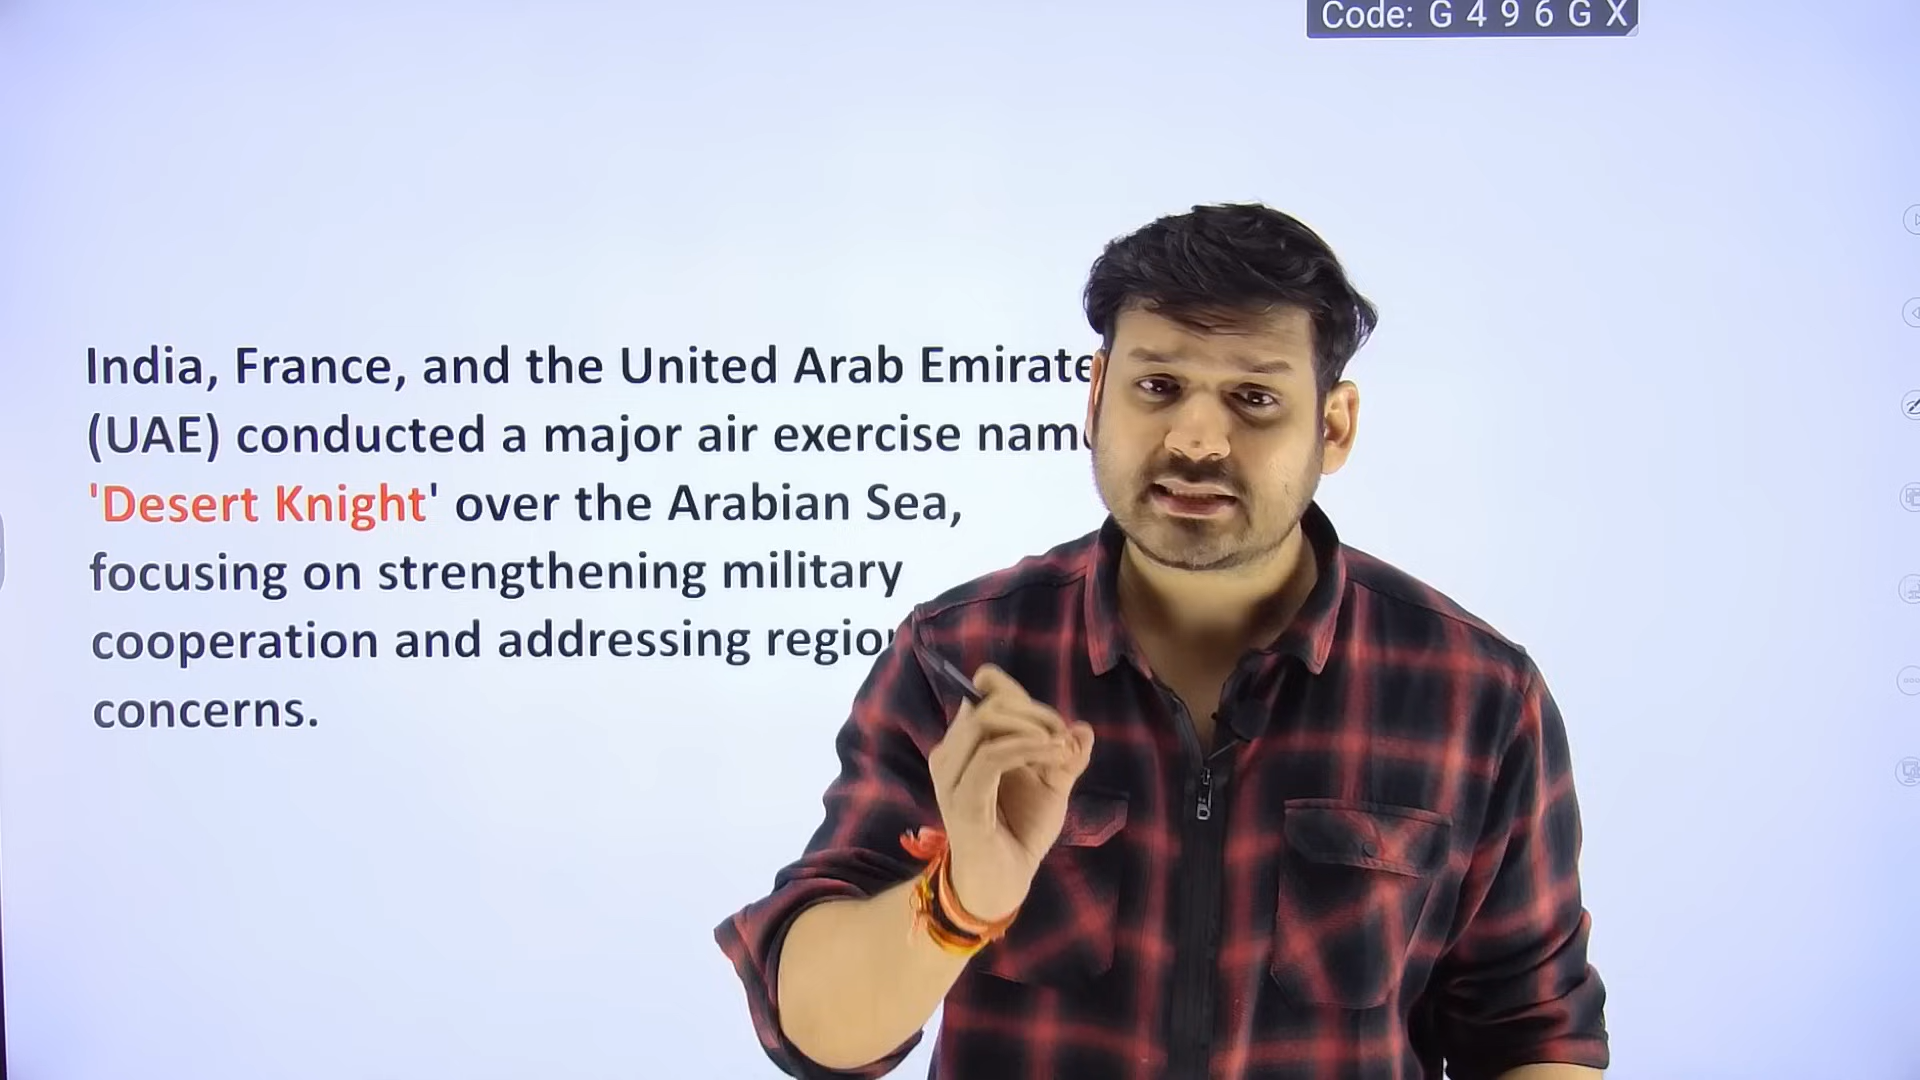 Code: G 4 9 6 G X
India, France, and the United Arab
(UAE) conducted a major air exercise
'Desert Knight' over the Arabian Sea,
focusing on strengthening military
cooperation and addressing
concerns.